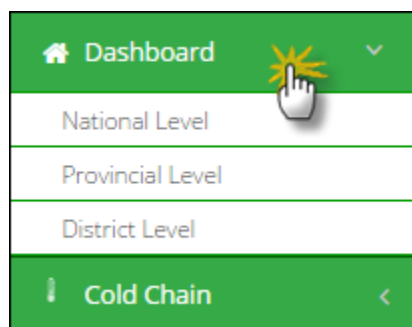 Dashboard
National Level
Provincial Level
District Level
Cold Chain